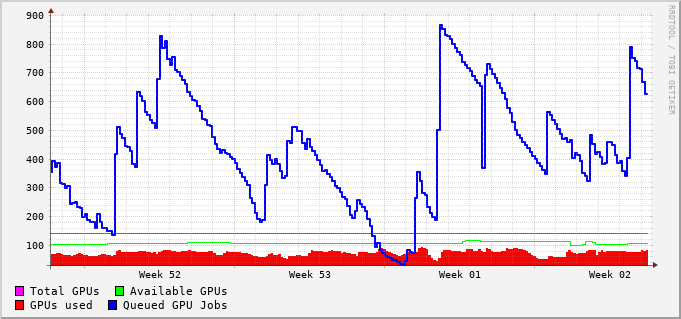 900
800
700
600
500
400
300
200
100
Week 52 Week 53 Week 01 Week 02
Total GPUs Available GPUs
GPUs used Queued GPU Jobs
RRDTOOL / TOBI OETIKER